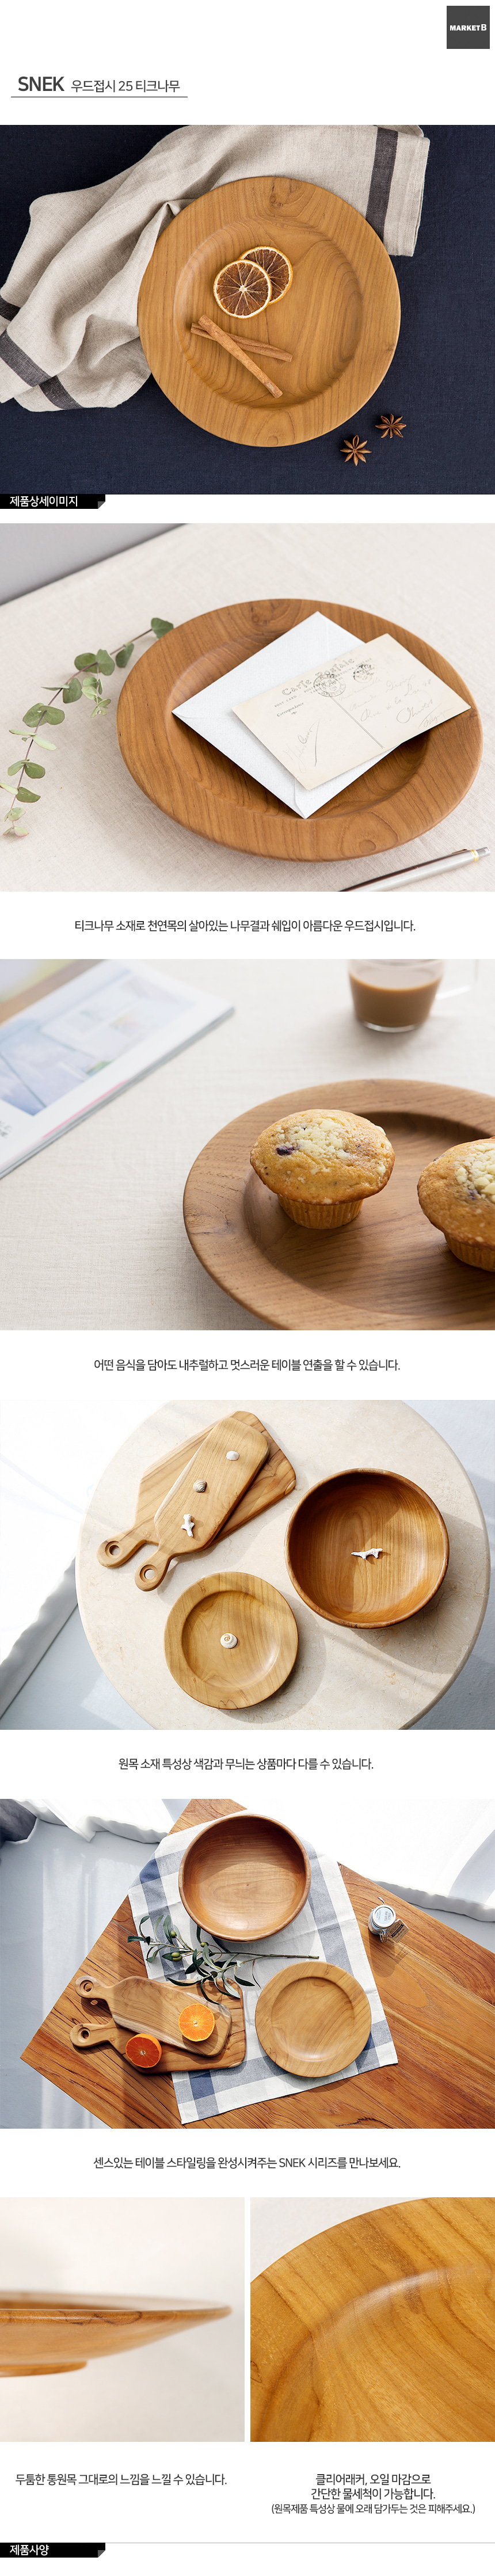 MARKET B
SNEK 우드접시 25 티크나무
제품상세이미지
Carte Postale
티크나무 소재로 천연목의 살아있는 나무결과 쉐입이 아름다운 우드접시입니다.
어떤 음식을 담아도 내추럴하고 멋스러운 테이블 연출을 할 수 있습니다.
원목 소재 특성상 색감과 무늬는 상품마다 다를 수 있습니다.
센스있는 테이블 스타일링을 완성시켜주는 SNEK 시리즈를 만나보세요.
두툼한 통원목 그대로의 느낌을 느낄 수 있습니다.
클리어래커, 오일 마감으로
간단한 물세척이 가능합니다.
(원목제품 특성상 물에 오래 담가두는 것은 피해주세요.)
제품사양